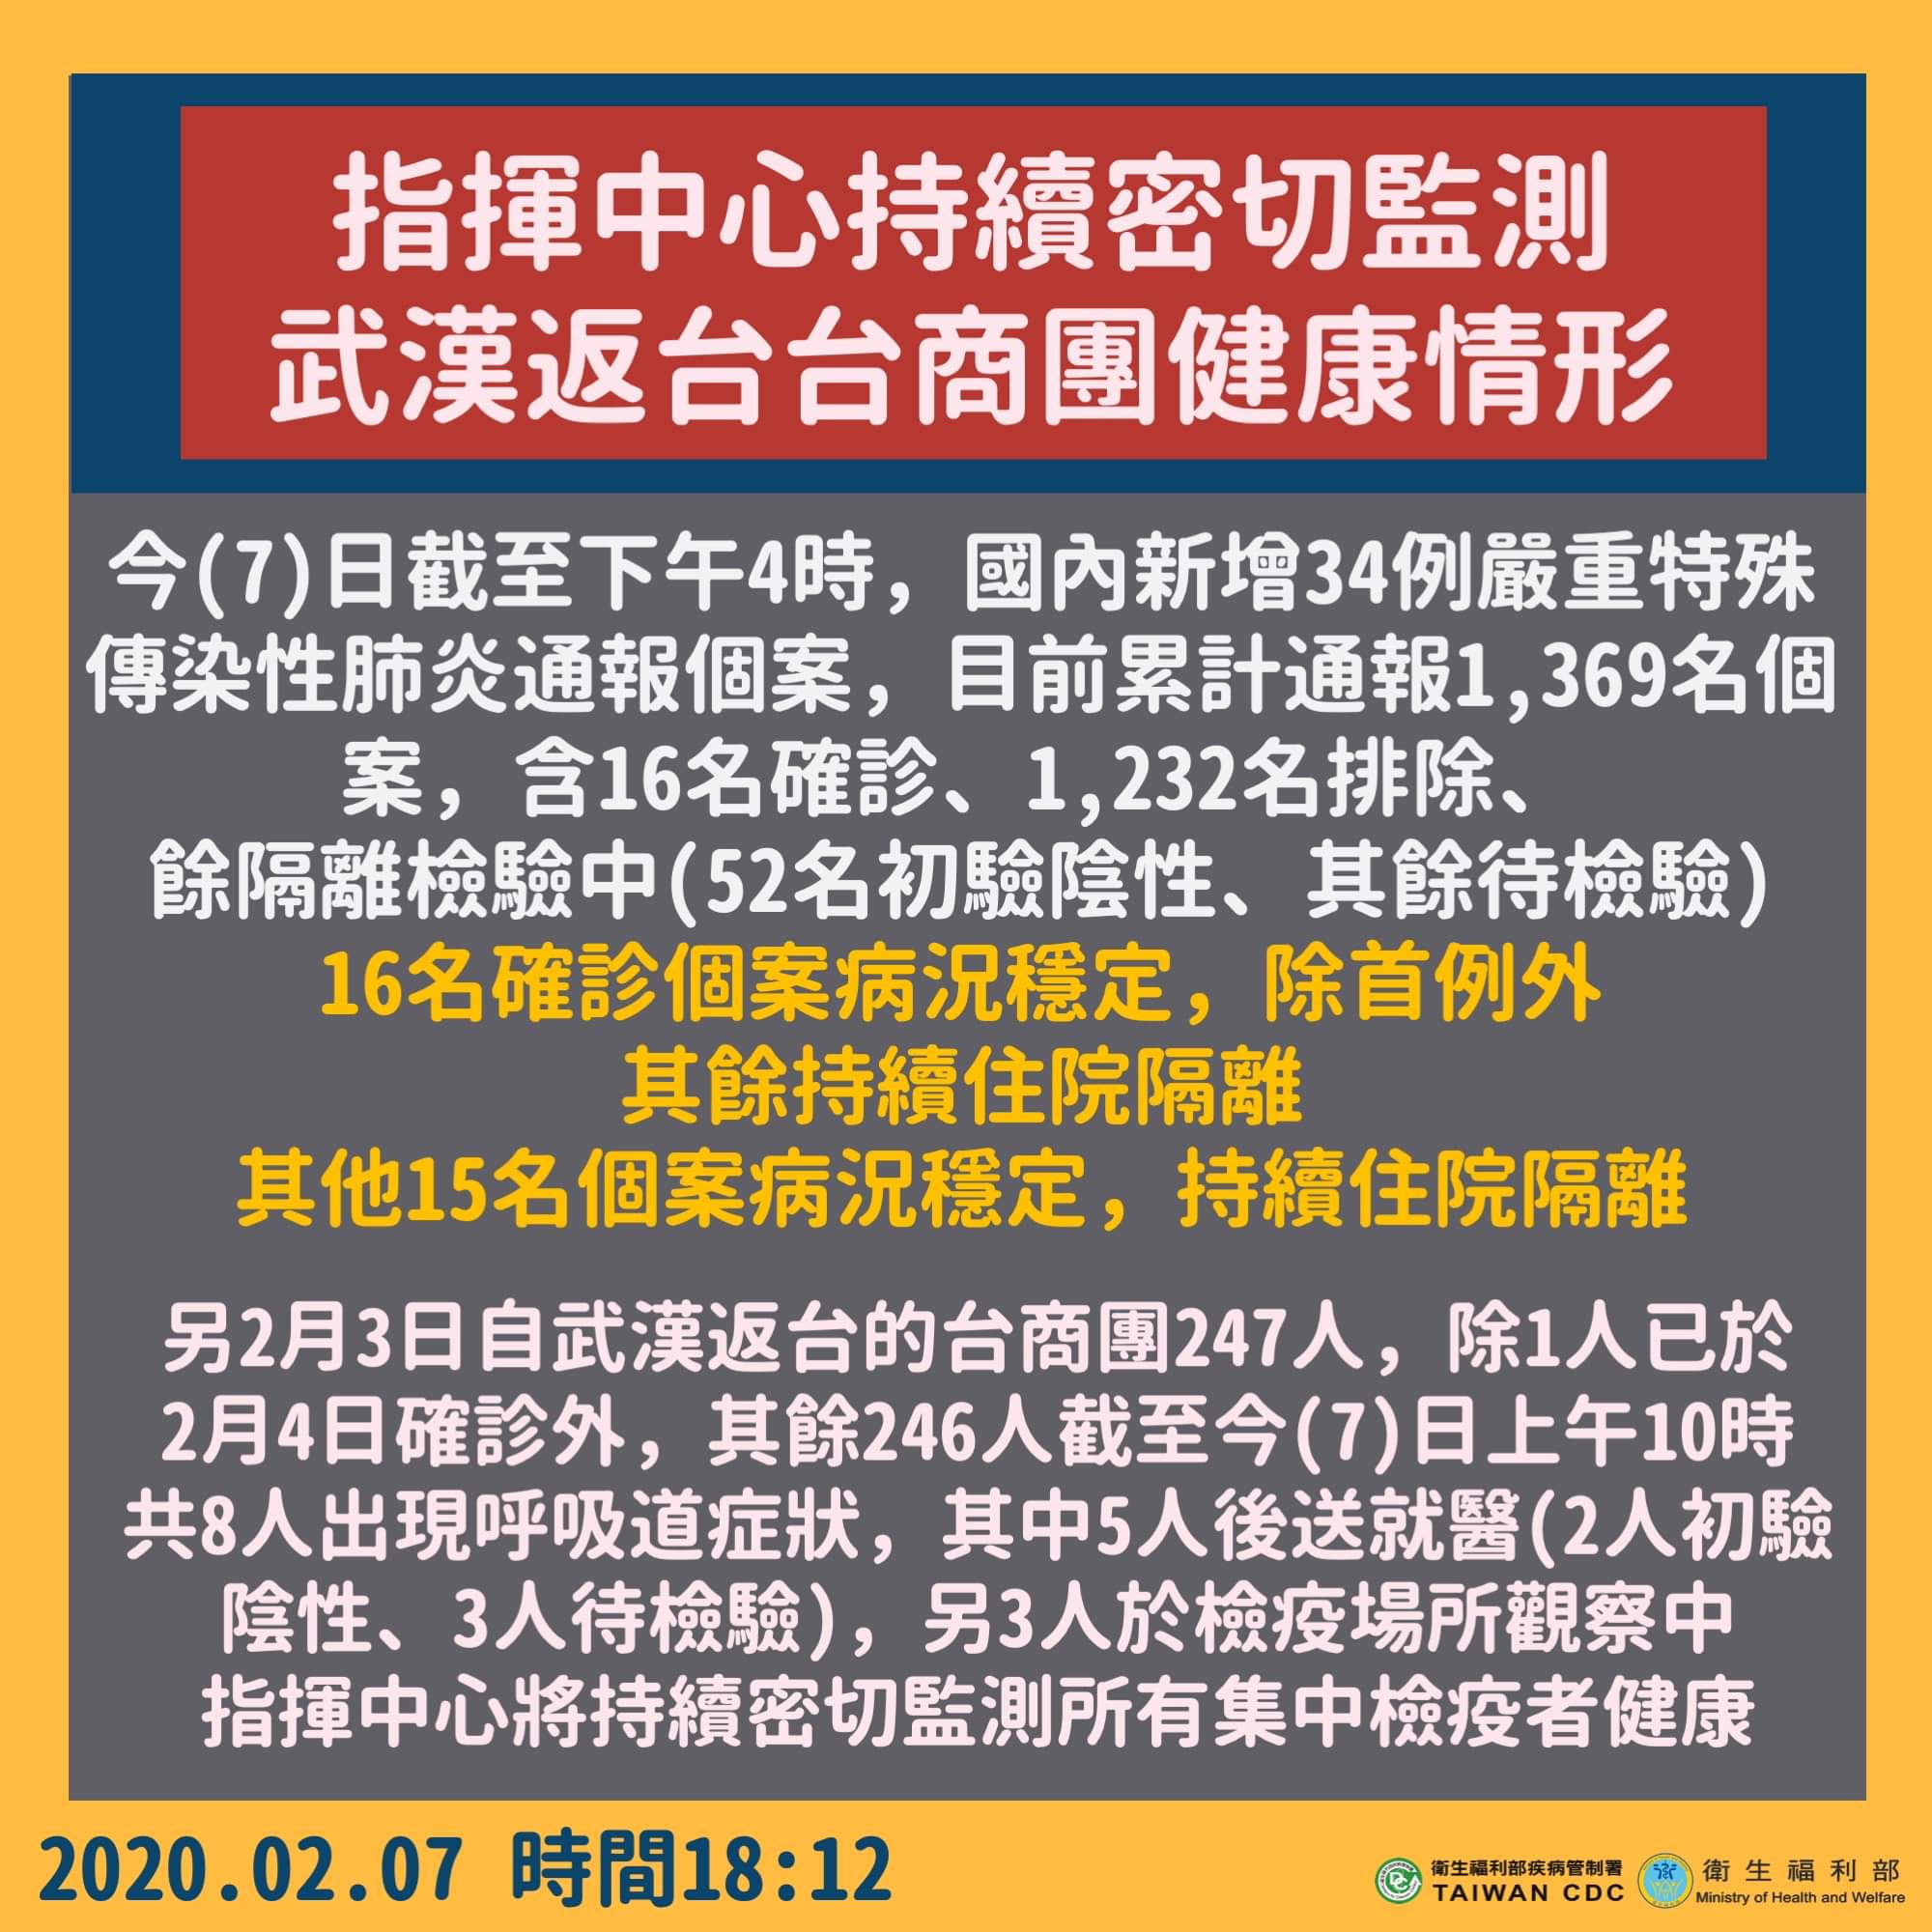 指揮中心持續密切監測
武漢返台台商團健康情形
今(7)日截至下午4時，國內新增34例嚴重特殊
傳染性肺炎通報個案，目前累計通報1,369名個
案，含16名確診、1,232名排除、
餘隔離檢驗中(52名初驗陰性、其餘待檢驗)
16名確診個案病況穩定，除首例外
其餘持續住院隔離
其他15名個案病況穩定，持續住院隔離
另2月3日自武漢返台的台商團247人，除1人已於
2月4日確診外，其餘246人截至今(7)日上午10時
共8人出現呼吸道症狀，其中5人後送就醫(2人初驗
陰性、3人待檢驗)，另3人於檢疫場所觀察中
指揮中心將持續密切監測所有集中檢疫者健康
2020.02.07 時間18:12
衛生福利部疾病管制署
TAIWAN CDC
衛生福利部
Ministry of Health and Welfare